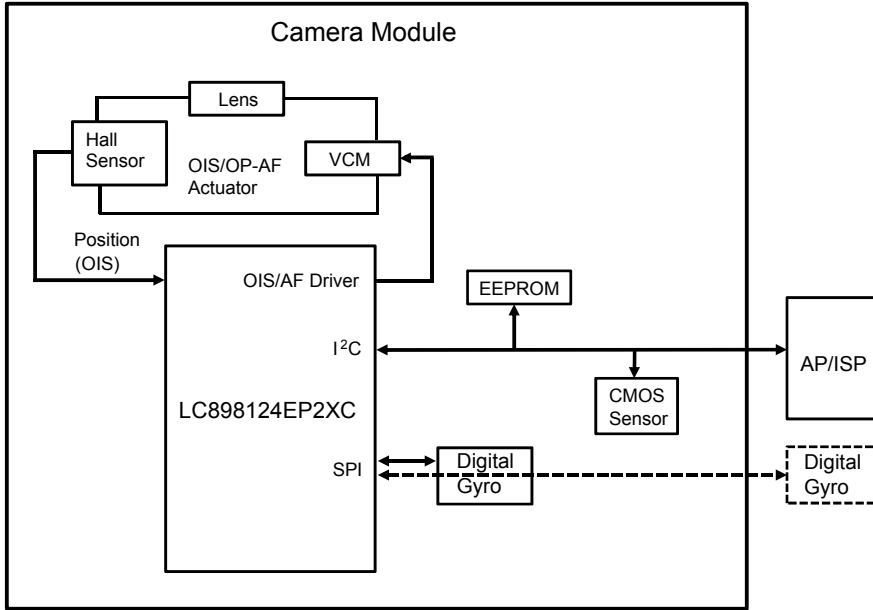 Camera Module
Lens
Hall
Sensor
VCM
OIS/OP-AF
Actuator
Position
(OIS)
OIS/AF Driver
EEPROM
I²C
AP/ISP
CMOS
Sensor
LC898124EP2XC
SPI
Digital
Gyro
Digital
Gyro